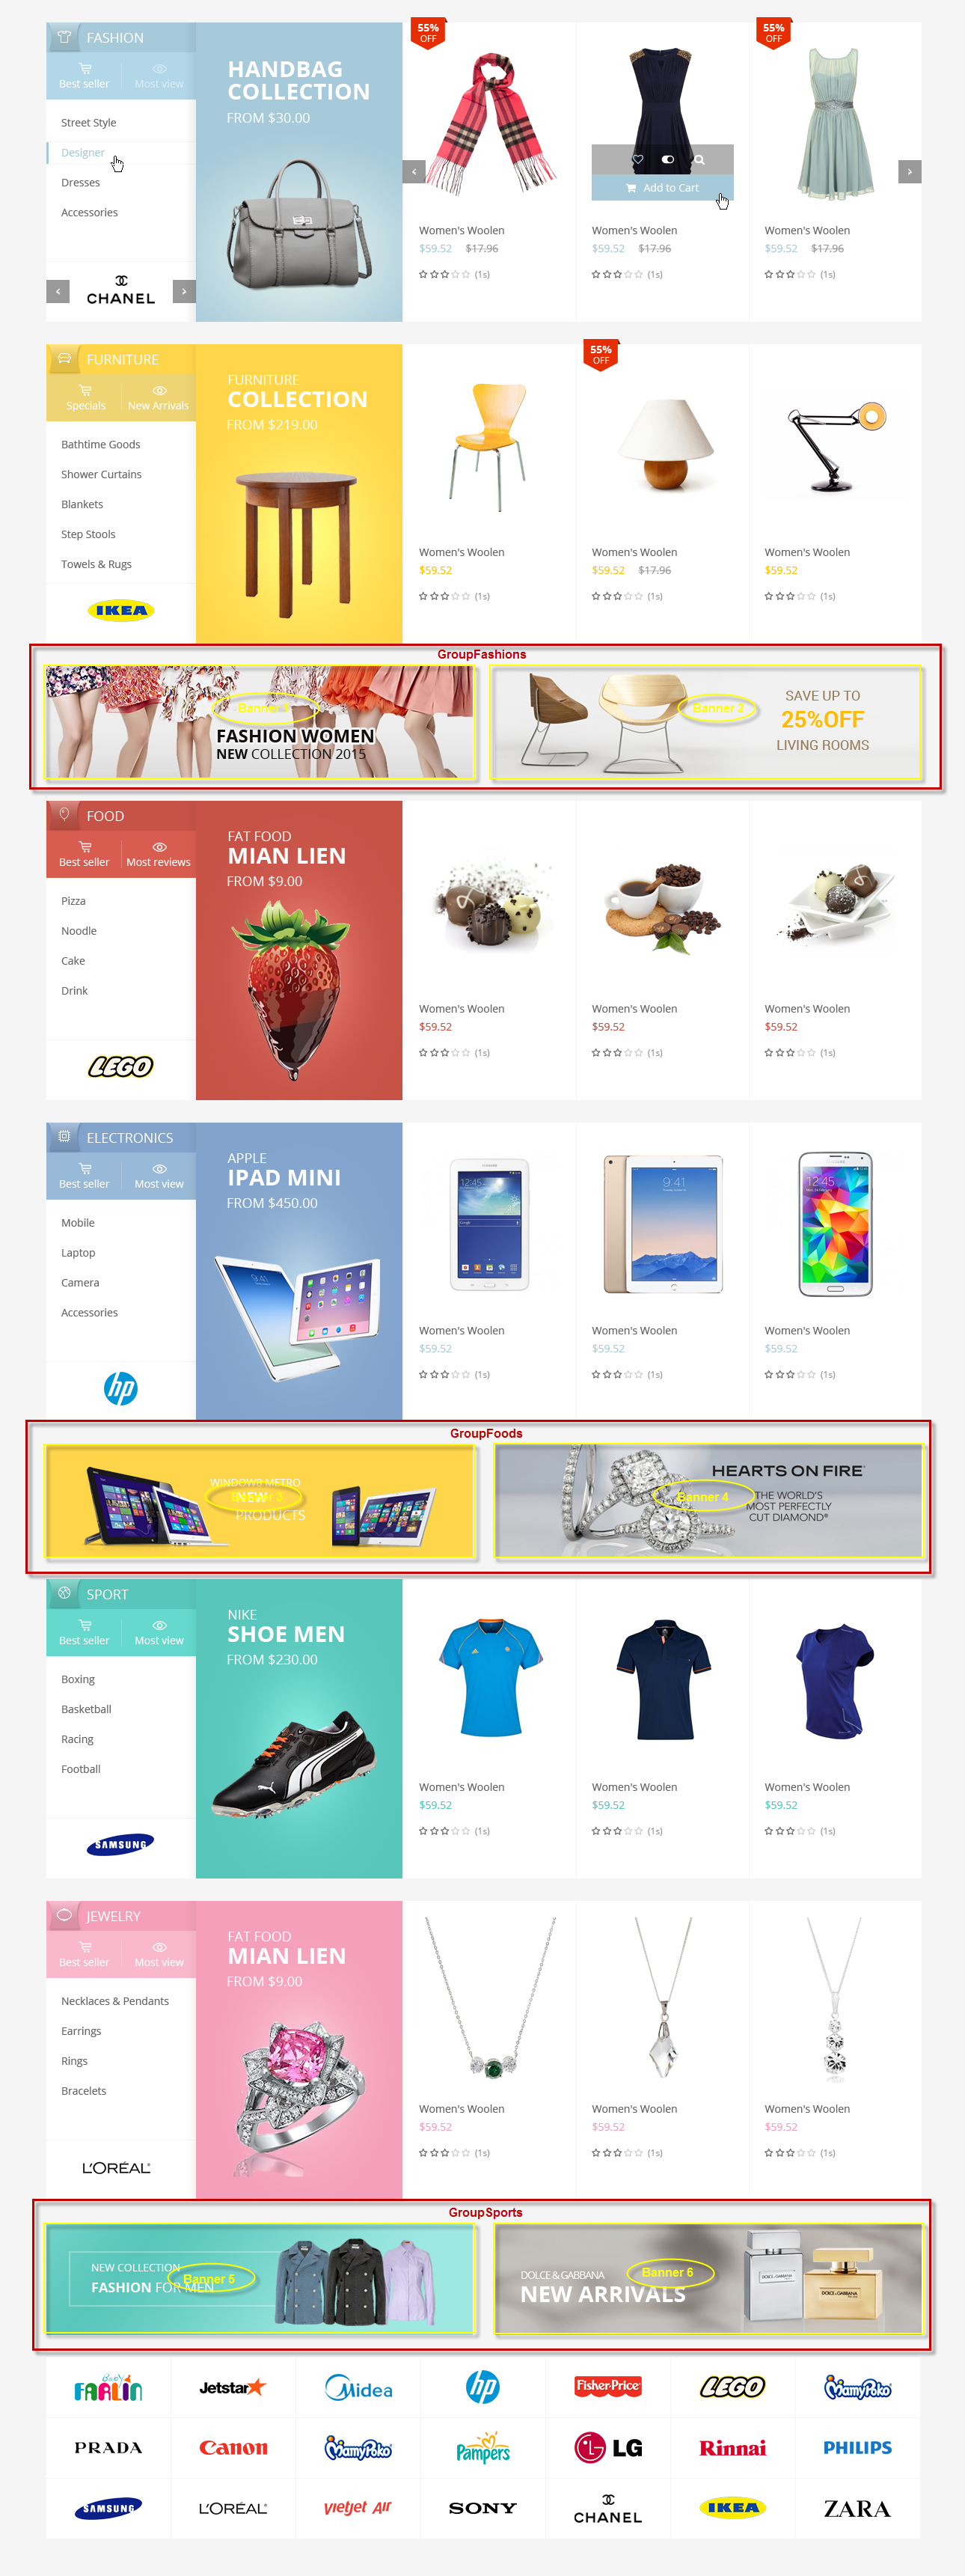 FASHION
Best seller
Most view
Street Style
Designer
Dresses
Accessories
CHANEL
HANDBAG
COLLECTION
FROM $30.00
55%
OFF
Women's Woolen
$59.52 $17.96
(1s)
Add to Cart
Women's Woolen
$59.52 $17.96
(1s)
55%
OFF
Women's Woolen
$59.52 $17.96
(1s)
FURNITURE
Specials
New Arrivals
Bathtime Goods
Shower Curtains
Blankets
Step Stools
Towels & Rugs
IKEA
FURNITURE
COLLECTION
FROM $219.00
Women's Woolen
$59.52
(1s)
55%
OFF
Women's Woolen
$59.52 $17.96
(1s)
Women's Woolen
$59.52
(1s)
GroupFashions
Banner 1
FASHION WOMEN
NEW COLLECTION 2015
Banner 2
SAVE UP TO
25%OFF
LIVING ROOMS
FOOD
Best seller
Most reviews
Pizza
Noodle
Cake
Drink
LEGO
FAT FOOD
MIAN LIEN
FROM $9.00
Women's Woolen
$59.52
(1s)
Women's Woolen
$59.52
(1s)
Women's Woolen
$59.52
(1s)
ELECTRONICS
Best seller
Most view
Mobile
Laptop
Camera
Accessories
hp
APPLE
IPAD MINI
FROM $450.00
12:45
Women's Woolen
$59.52
(1s)
9:41
Women's Woolen
$59.52
(1s)
12:45
Women's Woolen
$59.52
(1s)
GroupFoods
WINDOWS METRO
NEW
PRODUCTS
Banner 4
HEARTS ON FIRE
THE WORLD'S
MOST PERFECTLY
CUT DIAMOND®
SPORT
Best seller
Most view
Boxing
Basketball
Racing
Football
SAMSUNG
NIKE
SHOE MEN
FROM $230.00
Women's Woolen
$59.52
(1s)
Women's Woolen
$59.52
(1s)
Women's Woolen
$59.52
(1s)
JEWELRY
Best seller
Most view
Necklaces & Pendants
Earrings
Rings
Bracelets
L'ORÉAL
FAT FOOD
MIAN LIEN
FROM $9.00
Women's Woolen
$59.52
(1s)
Women's Woolen
$59.52
(1s)
Women's Woolen
$59.52
(1s)
GroupSports
NEW COLLECTION
FASHION FOR MEN
Banner 5
DOLCE & GABBANA
NEW ARRIVALS
Banner 6
DOLCE & GABBANA
DOLCE & GABBANA
Baby FARLIN
Jetstar
Midea
hp
Fisher-Price
LEGO
MamyPoko
PRADA
Canon
MamyPoko
Pampers
LG
Rinnai
PHILIPS
SAMSUNG
L'ORÉAL
vietjet Air
SONY
CHANEL
IKEA
ZARA